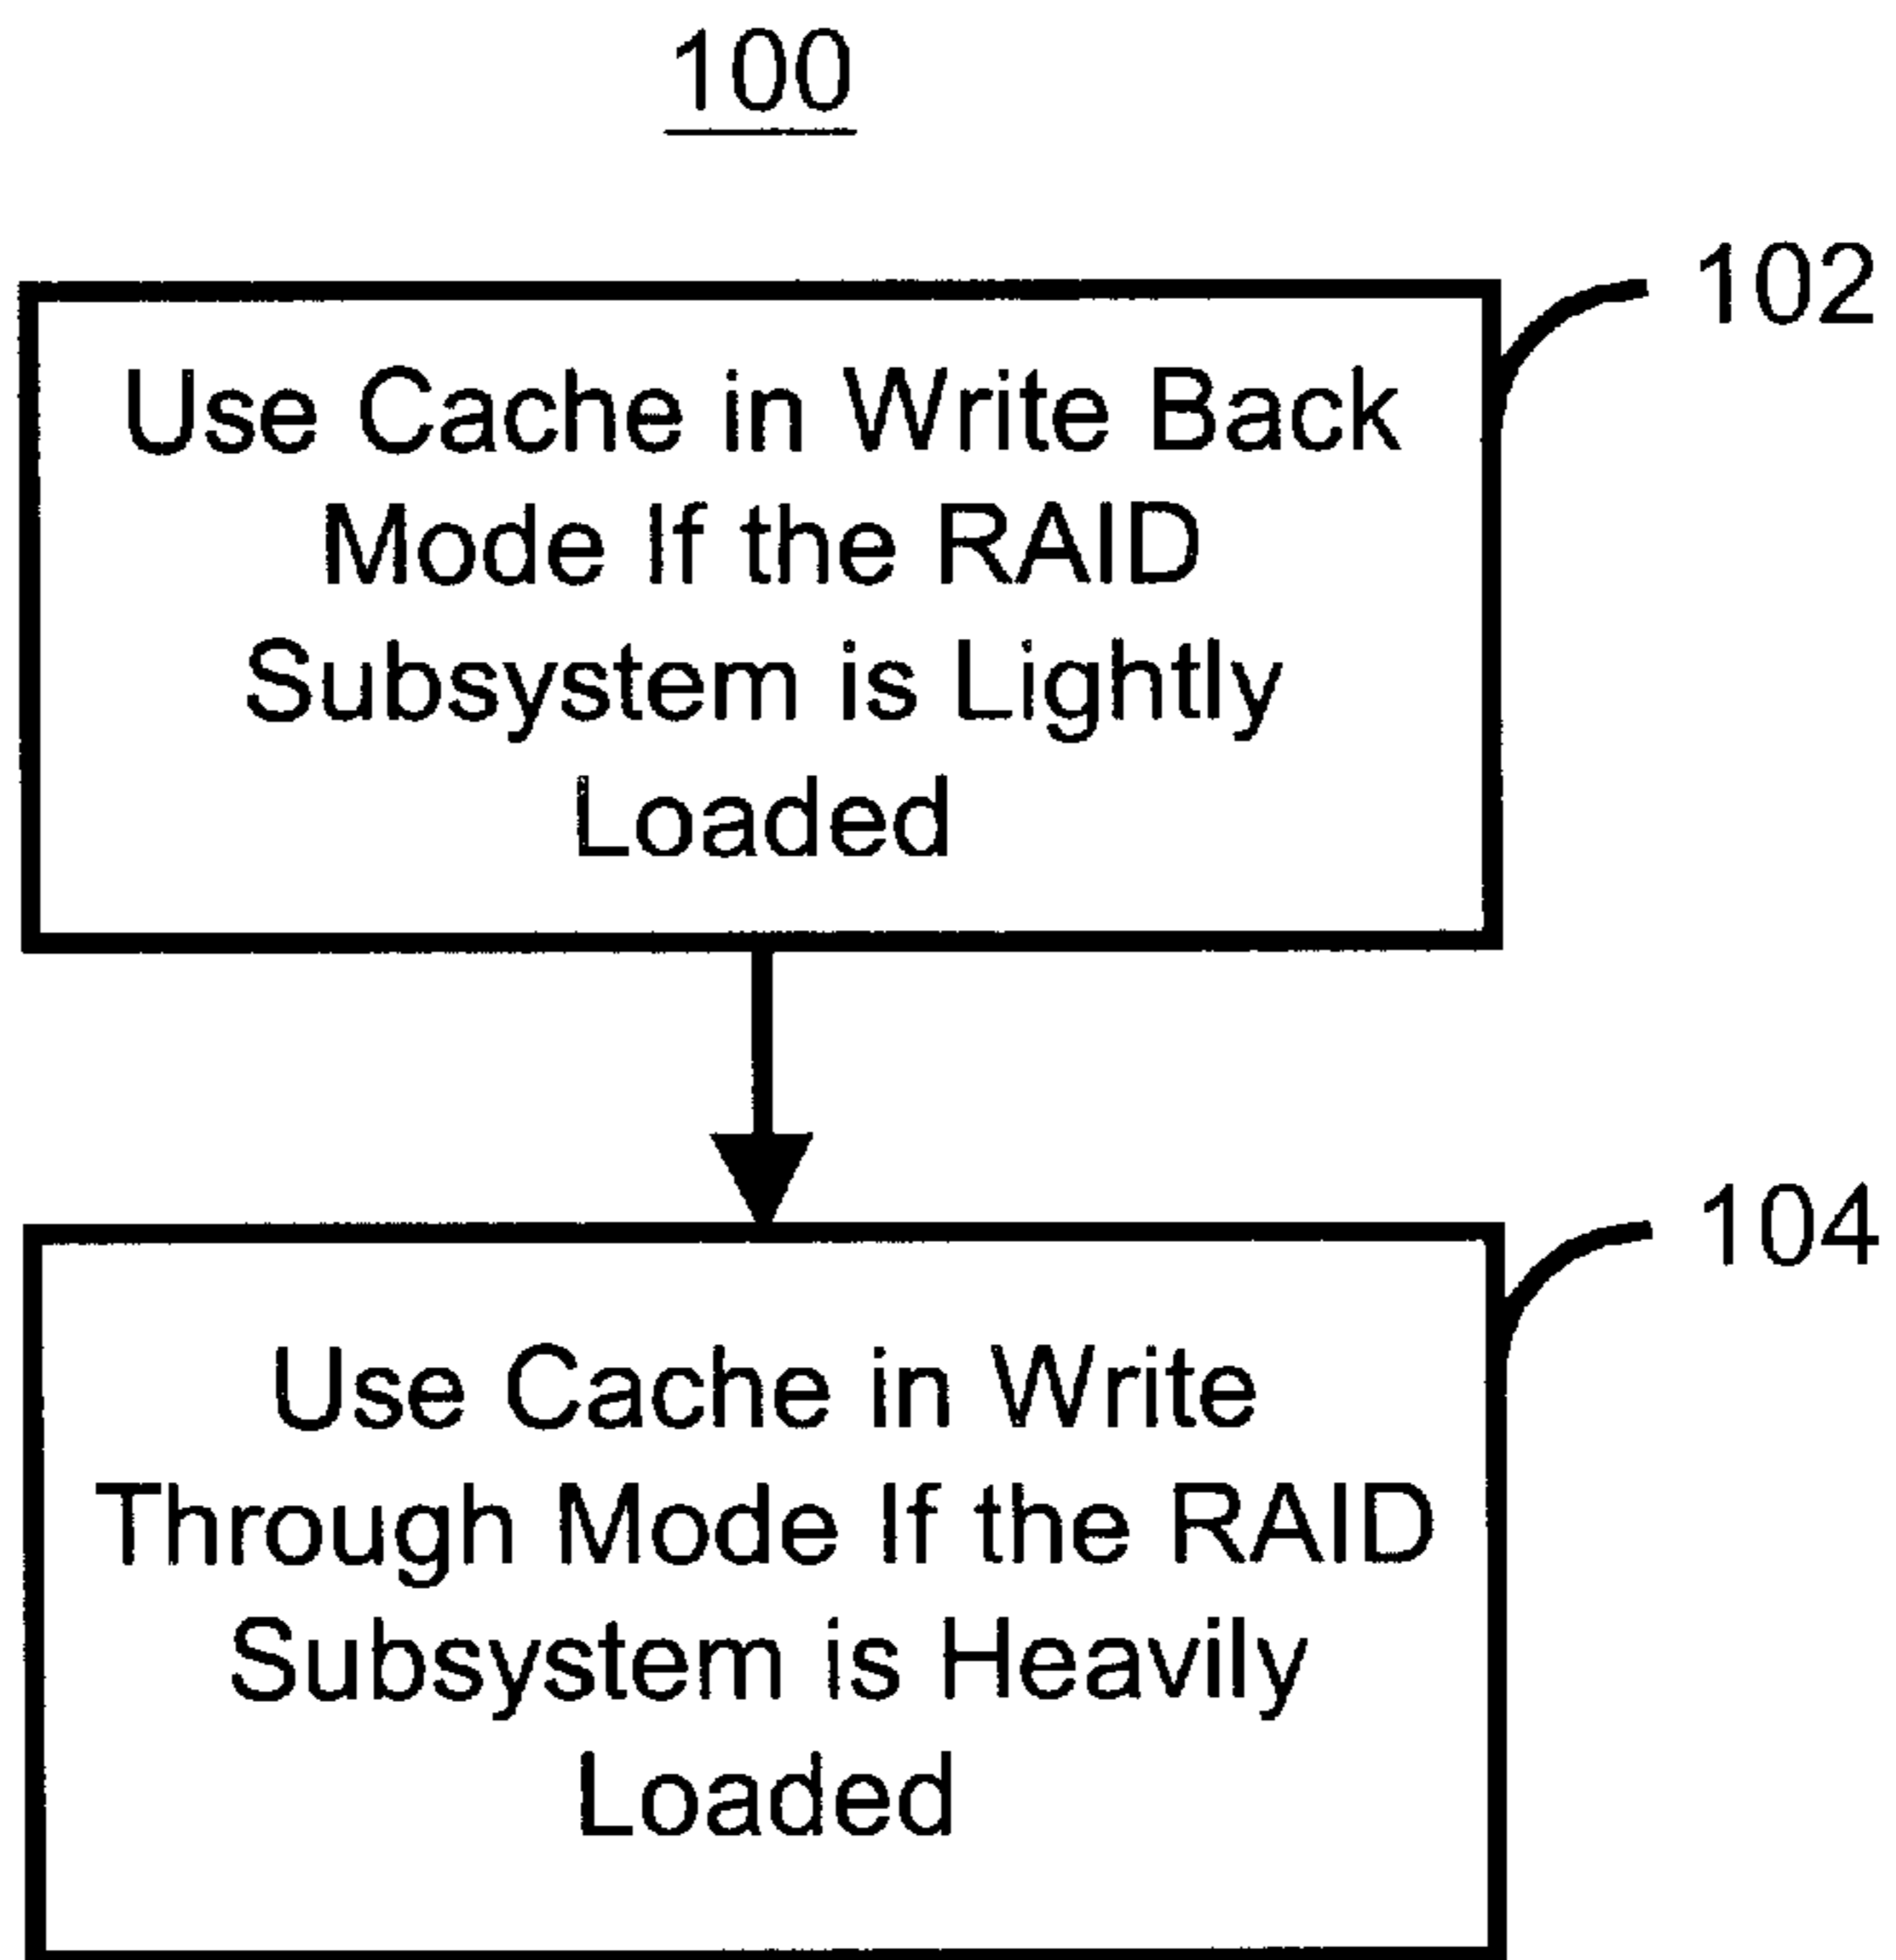 100
102
Use Cache in Write Back
Mode If the RAID
Subsystem is Lightly
Loaded
104
Use Cache in Write
Through Mode If the RAID
Subsystem is Heavily
Loaded